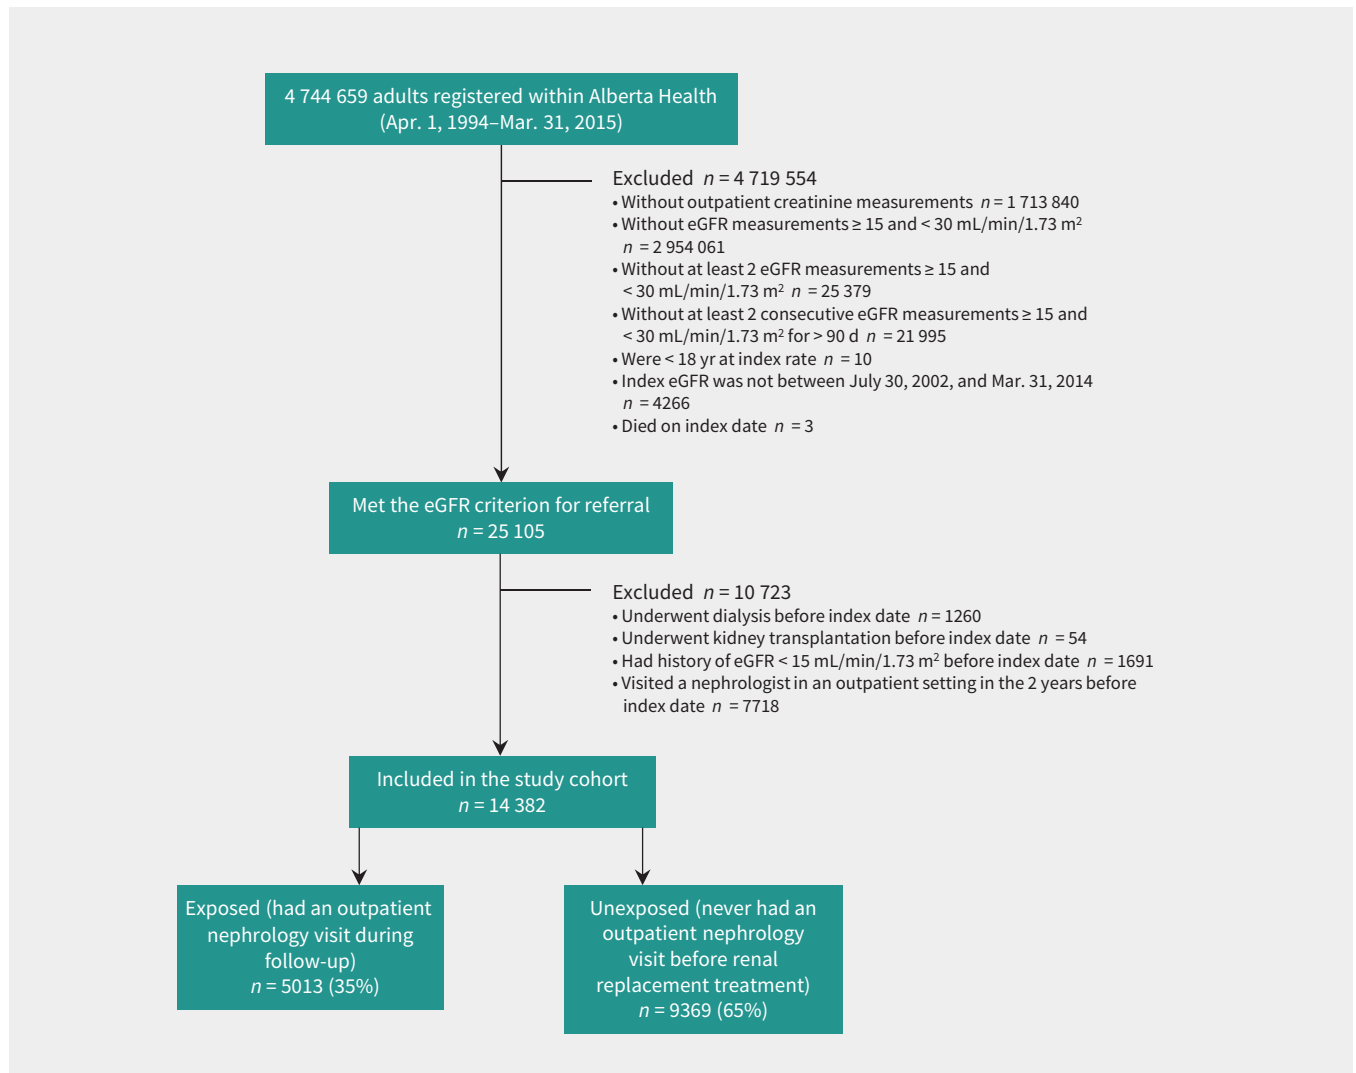 4 744 659 adults registered within Alberta Health
(Apr. 1, 1994–Mar. 31, 2015)
Excluded n = 4 719 554
• Without outpatient creatinine measurements n = 1 713 840
• Without eGFR measurements ≥ 15 and < 30 mL/min/1.73 m²
n = 2 954 061
• Without at least 2 eGFR measurements ≥ 15 and
< 30 mL/min/1.73 m² n = 25 379
• Without at least 2 consecutive eGFR measurements ≥ 15 and
< 30 mL/min/1.73 m² for > 90 d n = 21 995
• Were < 18 yr at index rate n = 10
• Index eGFR was not between July 30, 2002, and Mar. 31, 2014
n = 4266
• Died on index date n = 3
Met the eGFR criterion for referral
n = 25 105
Excluded n = 10 723
• Underwent dialysis before index date n = 1260
• Underwent kidney transplantation before index date n = 54
• Had history of eGFR < 15 mL/min/1.73 m² before index date n = 1691
• Visited a nephrologist in an outpatient setting in the 2 years before
index date n = 7718
Included in the study cohort
n = 14 382
Exposed (had an outpatient
nephrology visit during
follow-up)
n = 5013 (35%)
Unexposed (never had an
outpatient nephrology
visit before renal
replacement treatment)
n = 9369 (65%)